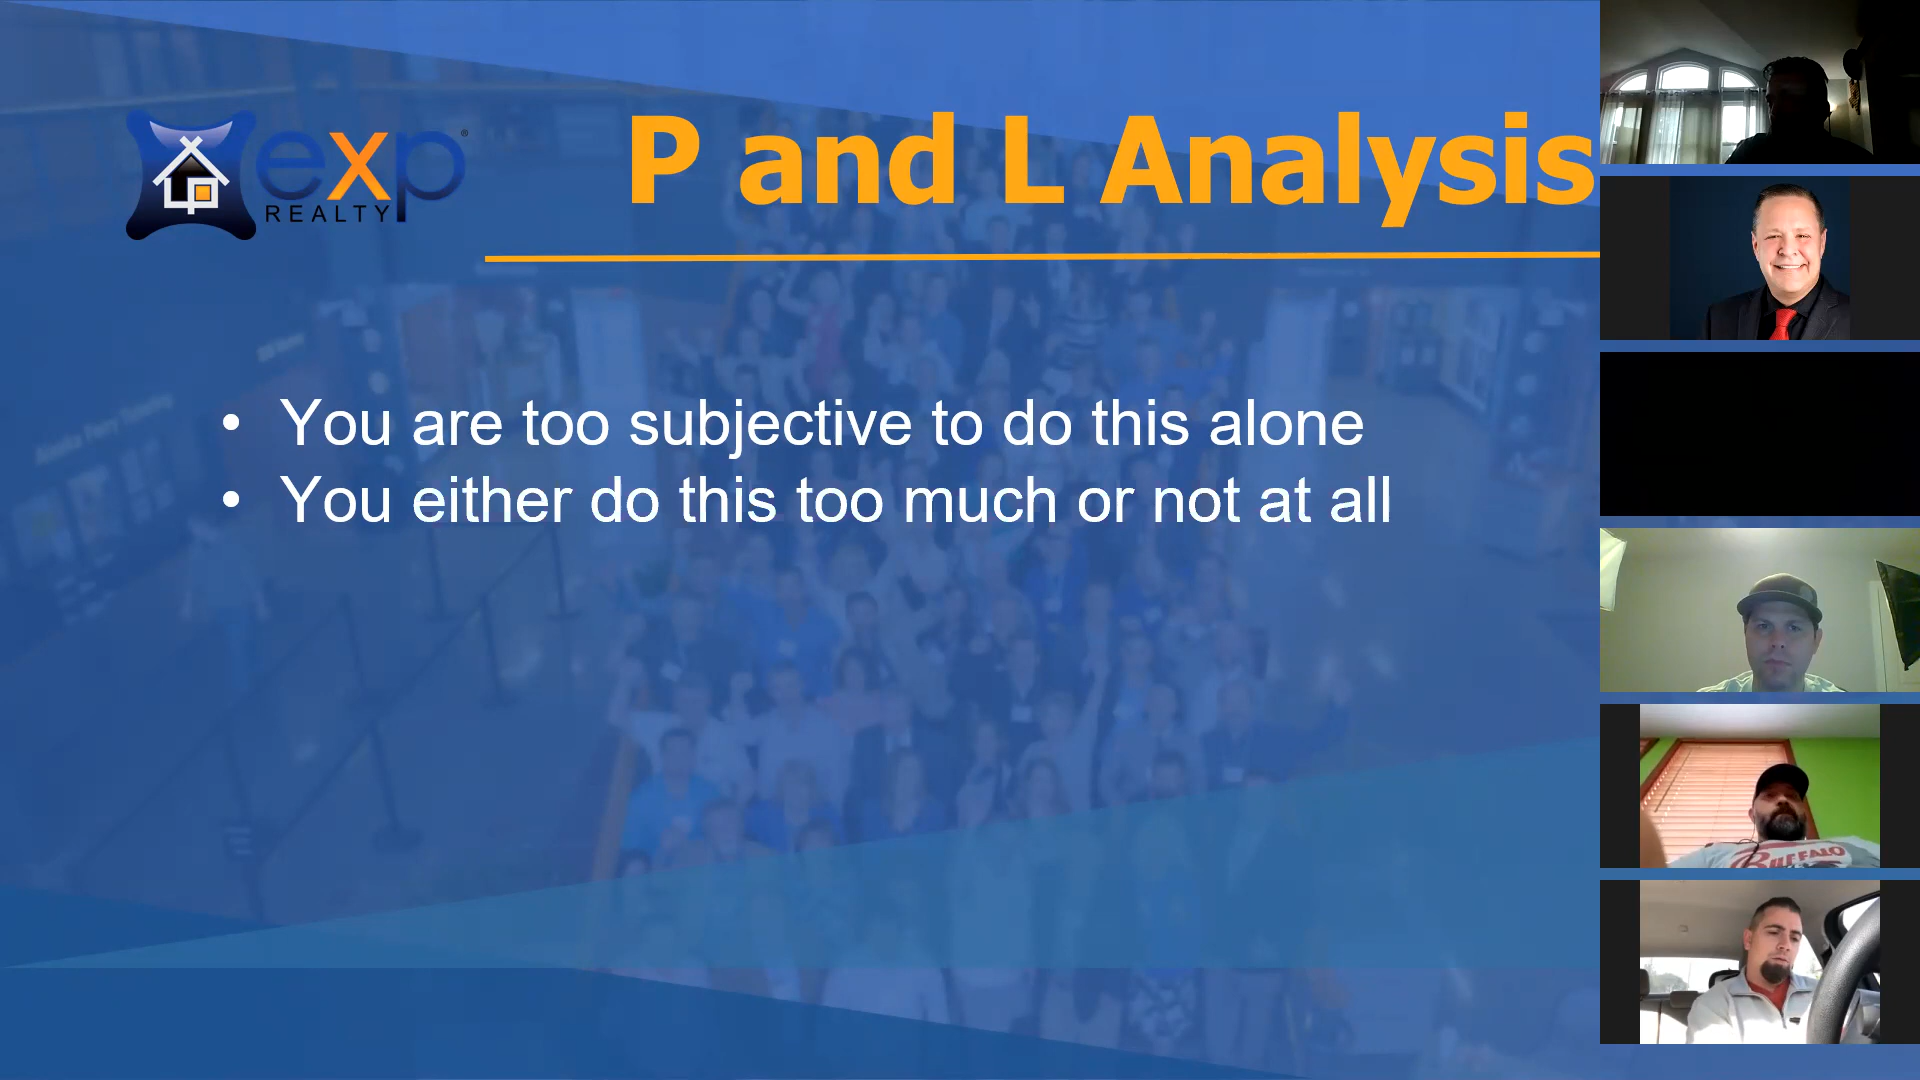 exp®
REALTY
P and L Analysis
• You are too subjective to do this alone
• You either do this too much or not at all
BUFFALO